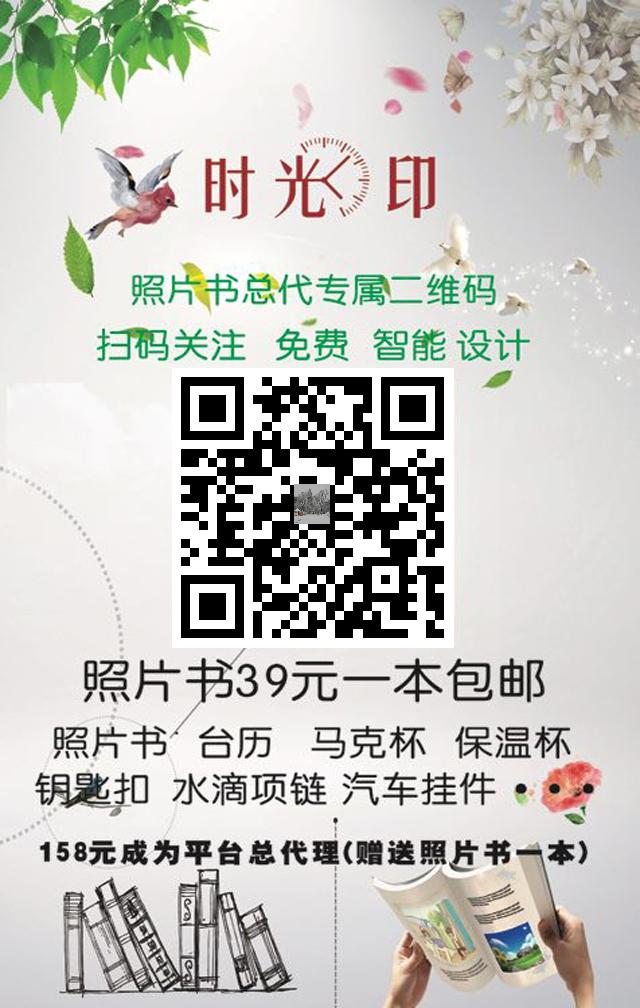 时光印
照片书总代专属二维码
扫码关注 免费 智能 设计
照片书39元一本包邮
照片书 台历 马克杯 保温杯
钥匙扣 水滴项链 汽车挂件
158元成为平台总代理(赠送照片书一本)